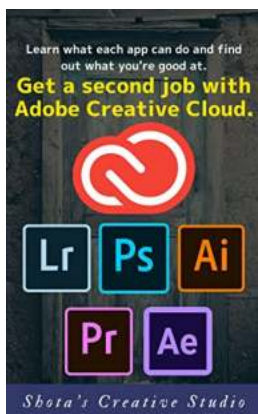 Learn what each app can do and find
out what you're good at.
Get a second job with
Adobe Creative Cloud.
Lr Ps Ai
Pr Ae
Shota's Creative Studio